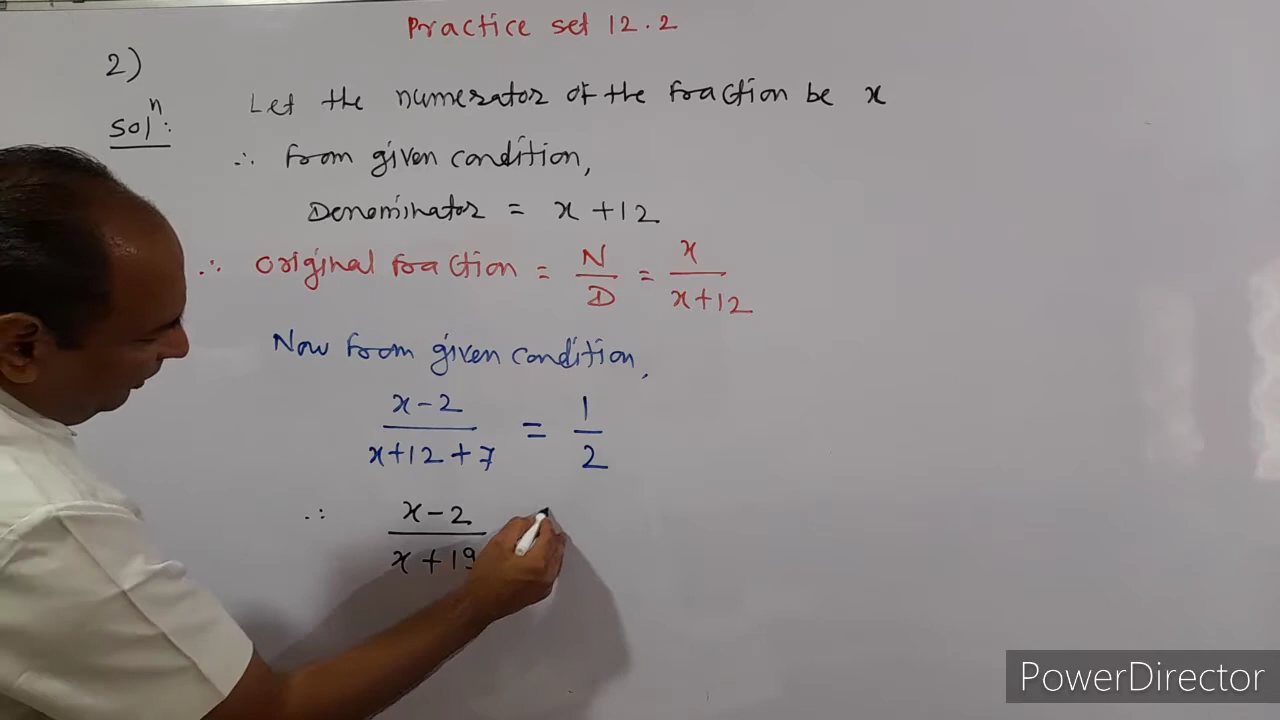 Practice set 12.2
2)
Solⁿ: Let the numerator of the fraction be x
∴ From given condition,
Denominator = x + 12
∴ Original fraction = N/D = x/(x+12)
Now from given condition,
(x-2)/(x+12+7) = 1/2
∴ (x-2)/(x+19
PowerDirector